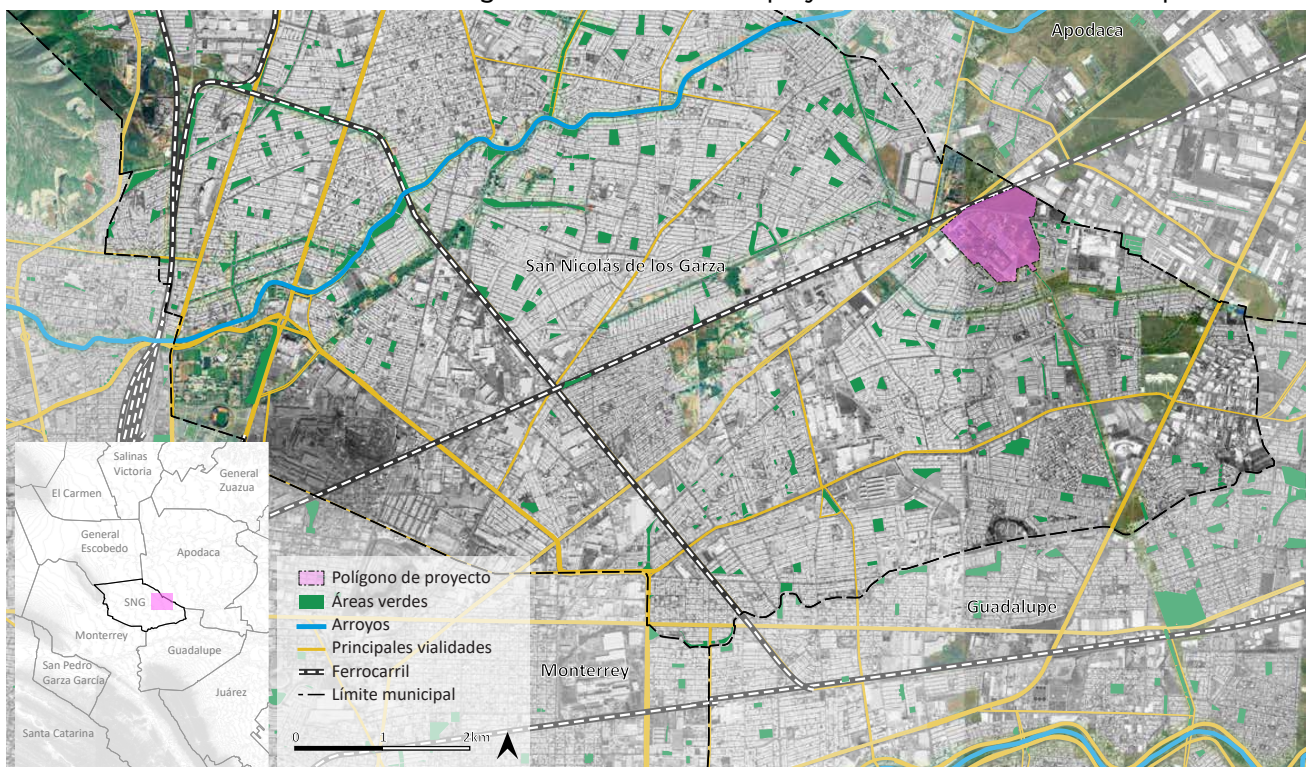 Apodaca
San Nicolás de los Garza
Guadalupe
Monterrey
Salinas
Victoria
General
Zuazua
El Carmen
General
Escobedo
Apodaca
SNG
Monterrey
Guadalupe
San Pedro
Garza García
Juárez
Santa Catarina
Polígono de proyecto
Áreas verdes
Arroyos
Principales vialidades
Ferrocarril
Límite municipal
0 1 2km